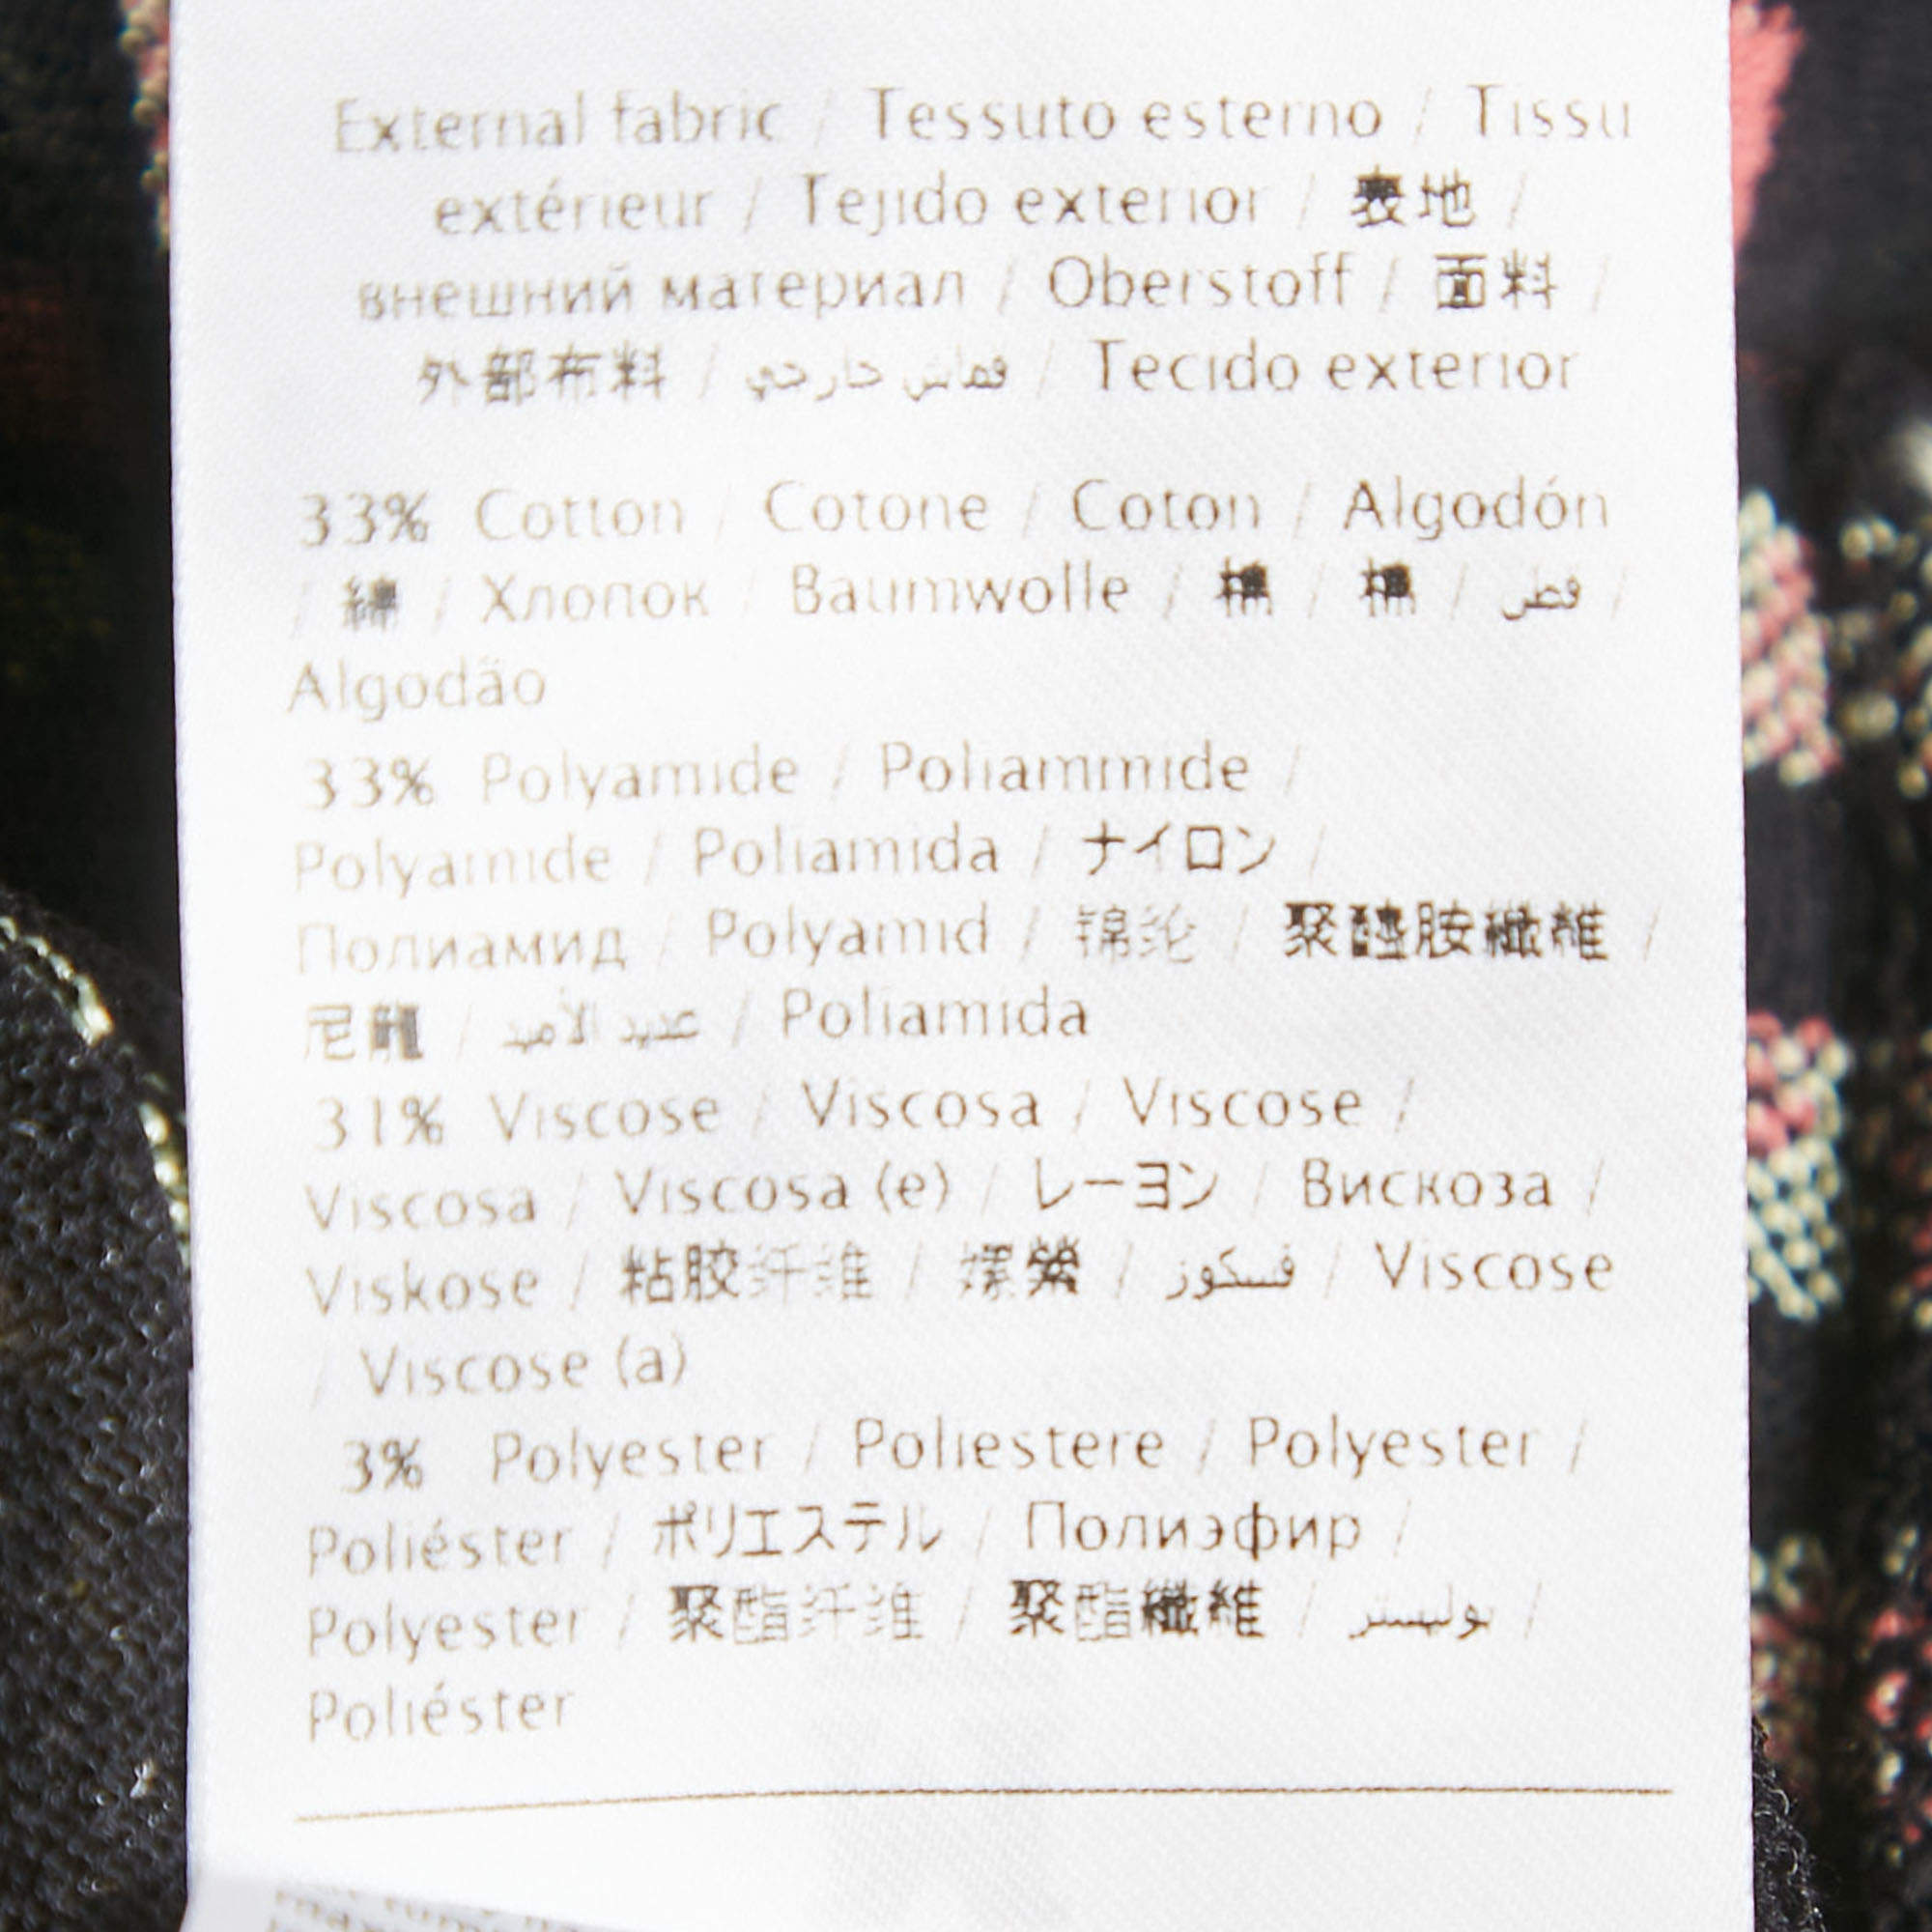 External fabric / Tessuto esterno / Tissu
extérieur / Tejido exterior / 表地 /
внешний материал / Oberstoff / 面料 /
外部布料 / قماش خارجي / Tecido exterior
33% Cotton / Cotone / Coton / Algodón
/ 綿 / Хлопок / Baumwolle / 棉 / 棉 / قطن /
Algodão
33% Polyamide / Poliammide /
Polyamide / Poliamida / ナイロン /
Полиамид / Polyamid / 锦纶 / 聚醯胺纖維 /
尼龍 / عديد الأميد / Poliamida
31% Viscose / Viscosa / Viscose /
Viscosa / Viscosa (e) / レーヨン / Вискоза /
Viskose / 粘胶纤维 / 嫘縈 / فسكوز / Viscose
/ Viscose (a)
3% Polyester / Poliestere / Polyester /
Poliéster / ポリエステル / Полиэфир /
Polyester / 聚酯纤维 / 聚酯纖維 / بوليستر /
Poliéster